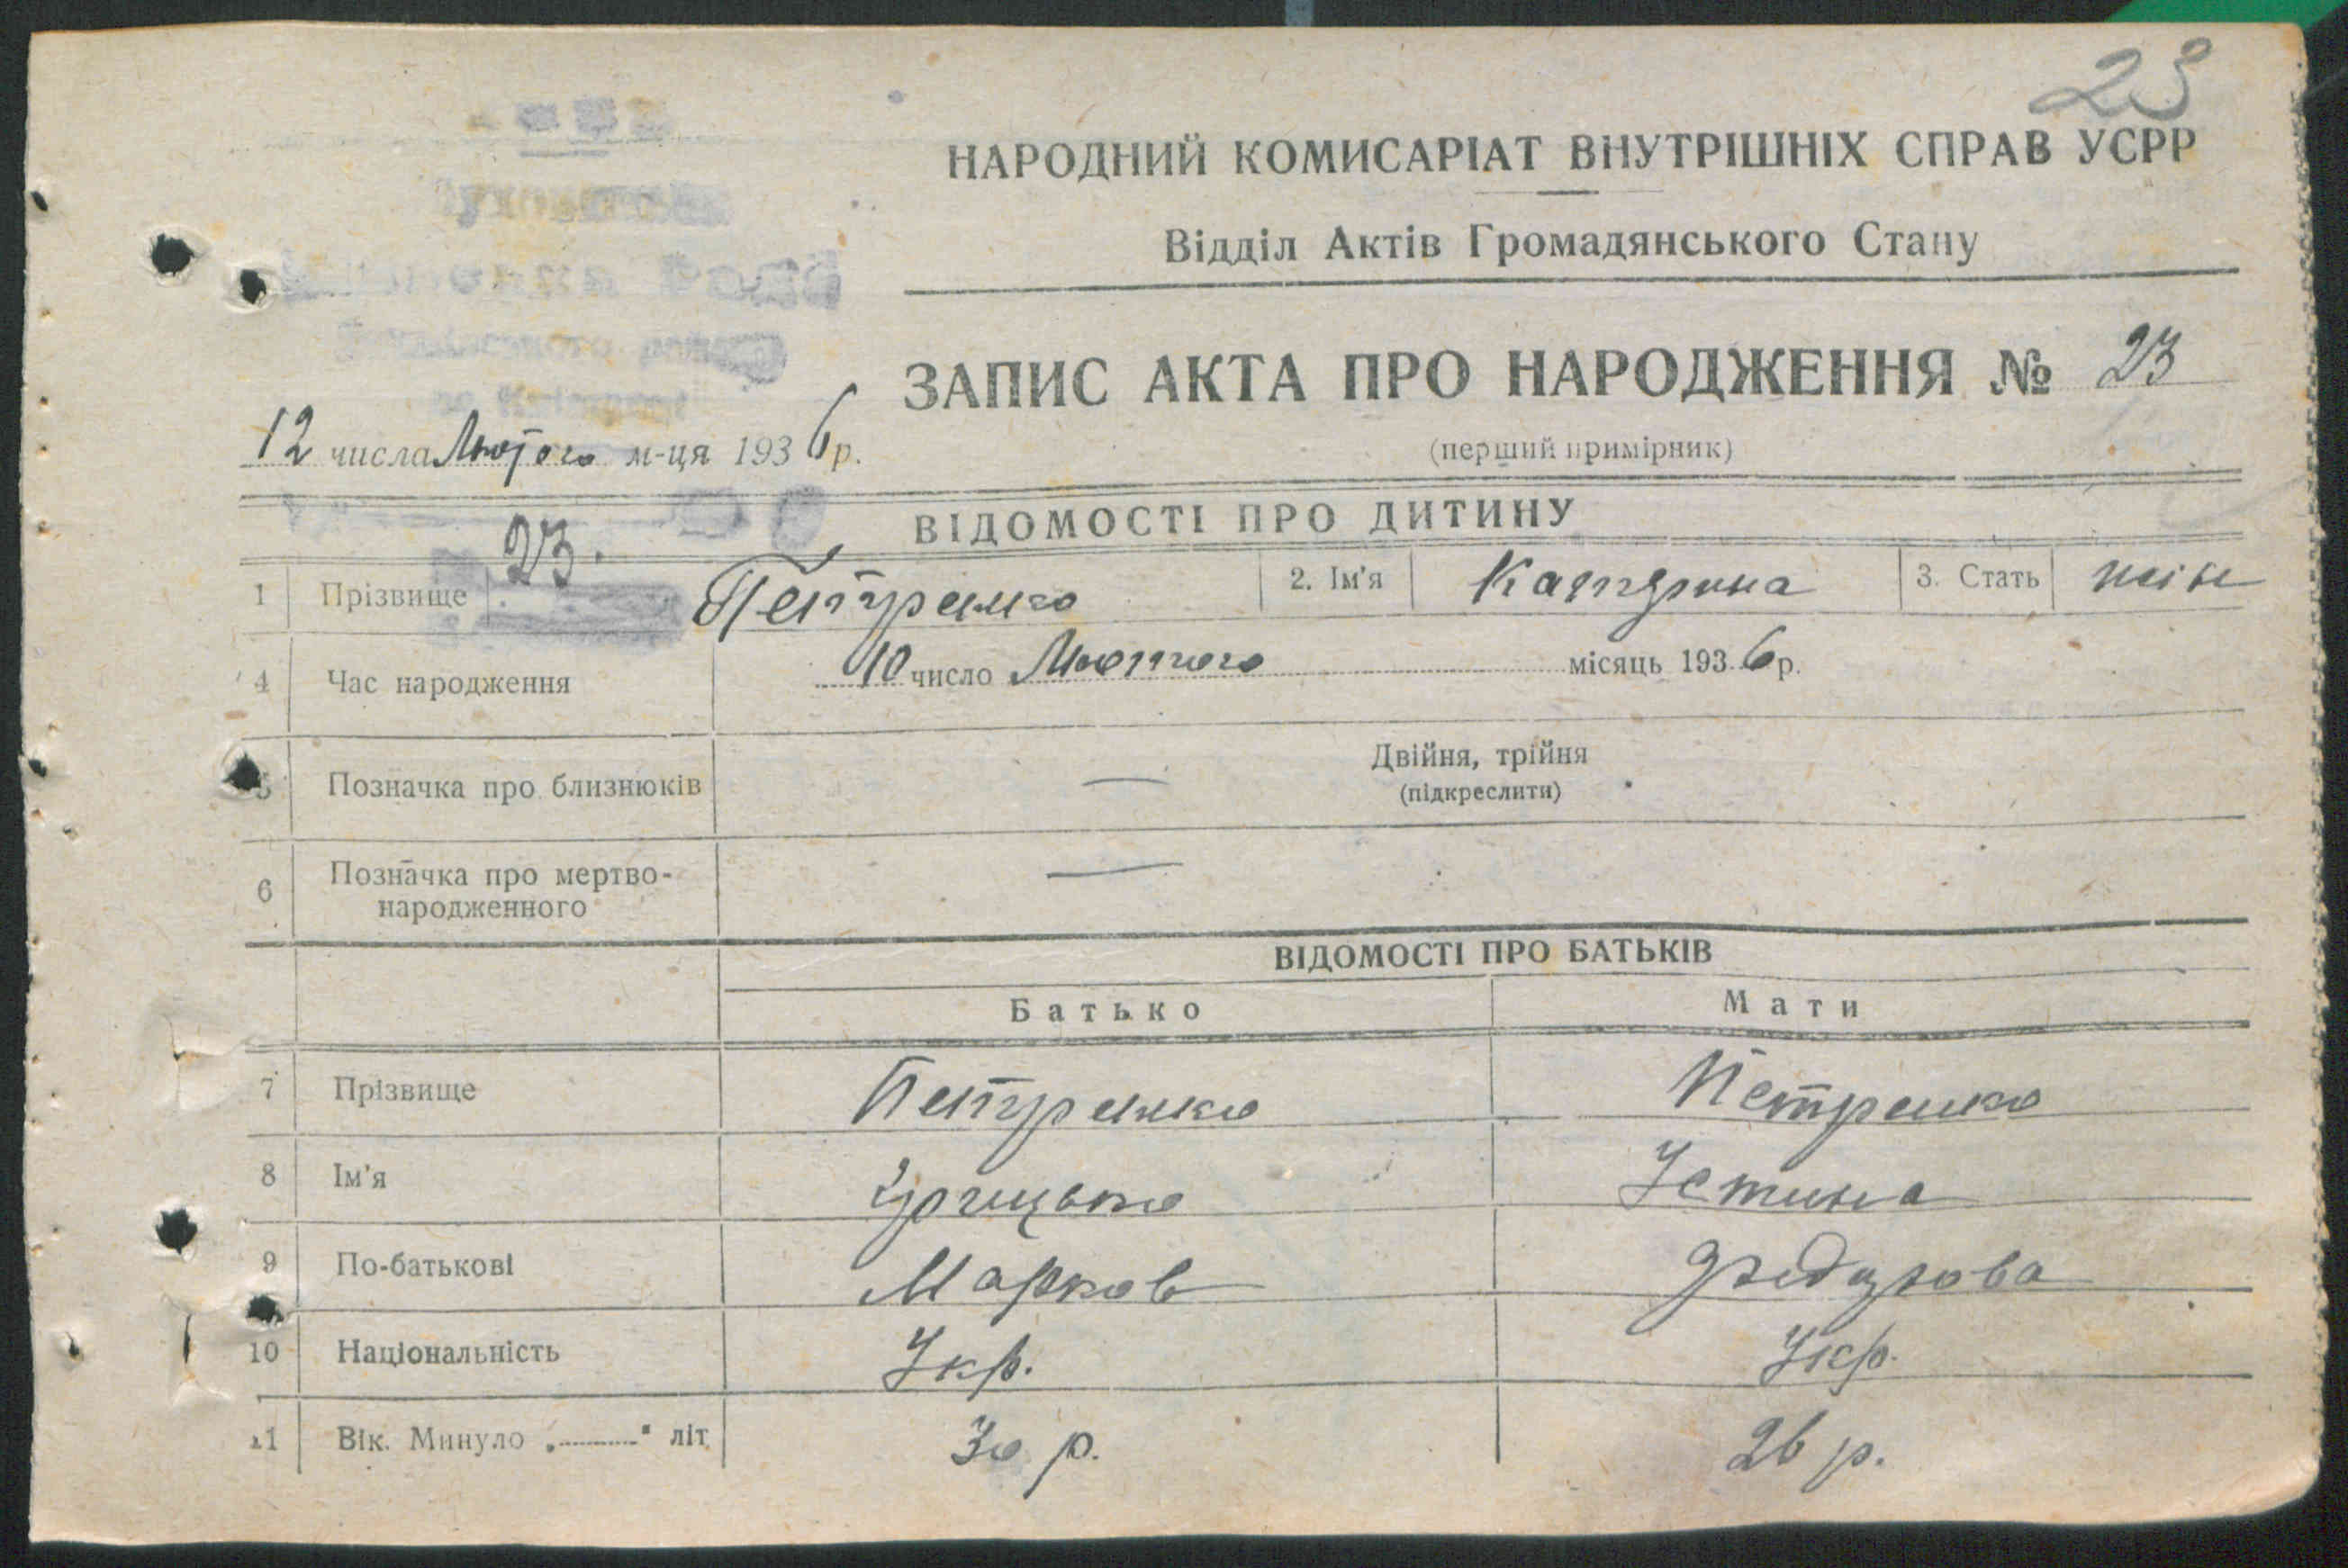 23
НАРОДНИЙ КОМИСАРІАТ ВНУТРІШНІХ СПРАВ УСРР
Відділ Актів Громадянського Стану
ЗАПИС АКТА ПРО НАРОДЖЕННЯ № 23
(перший примірник)
12 числа Лютого м-ця 1936 р.
ВІДОМОСТІ ПРО ДИТИНУ
23.
1 Прізвище Петренко 2. Ім'я Катерина 3. Стать жін
4 Час народження 10 число Лютого місяць 1936 р.
5 Позначка про близнюків — Двійня, трійня
(підкреслити)
6 Позначка про мертво-
народженного —
ВІДОМОСТІ ПРО БАТЬКІВ
Батько Мати
7 Прізвище Петренко Петренко
8 Ім'я Грицько Устина
9 По-батькові Марков
10 Національність Укр. Укр.
11 Вік. Минуло „ " літ 30 р. 26 р.